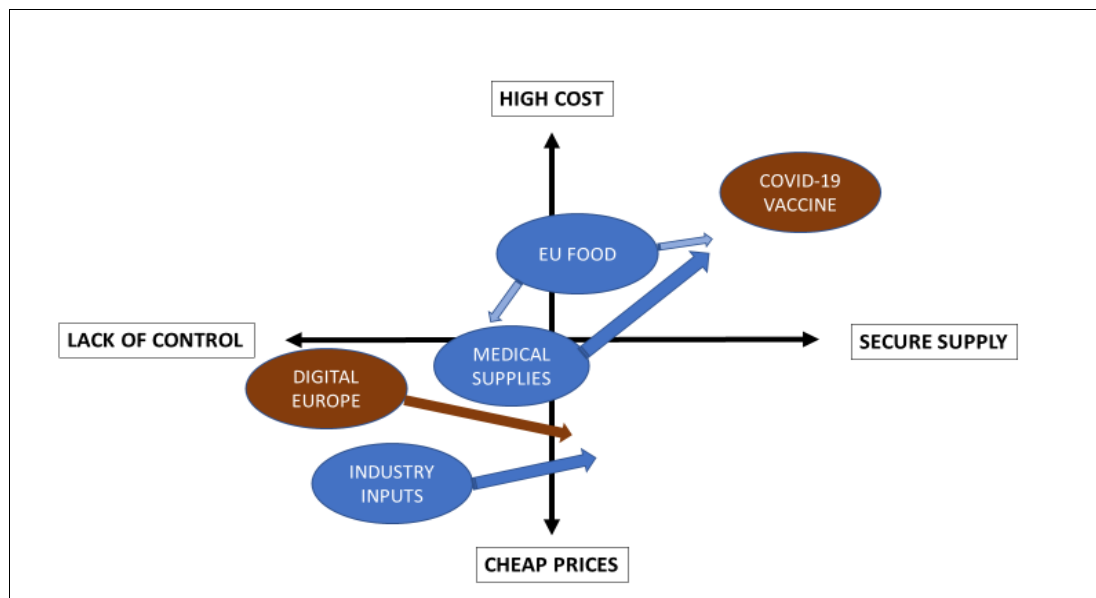 HIGH COST
COVID-19
VACCINE
EU FOOD
LACK OF CONTROL
SECURE SUPPLY
MEDICAL
SUPPLIES
DIGITAL
EUROPE
INDUSTRY
INPUTS
CHEAP PRICES